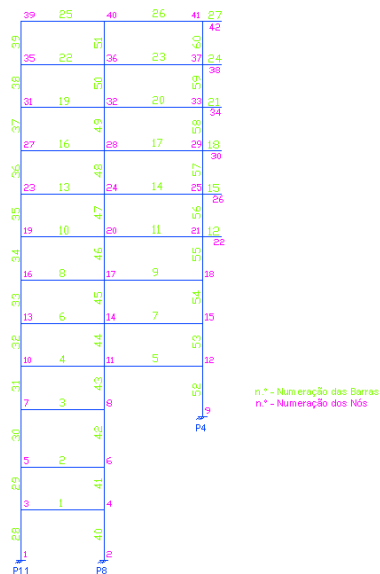 39 25 40 26 41 27
42
39 51 60
35 22 36 23 37 24
38
38 50 59
31 19 32 20 33 21
34
37 49 58
27 16 28 17 29 18
30
36 48 57
23 13 24 14 25 15
26
35 47 56
19 10 20 11 21 12
22
34 46 55
16 8 17 9 18
33 45 54
13 6 14 7 15
32 44 53
10 4 11 5 12
31 43 52
n.º - Numeração das Barras
n.º - Numeração dos Nós
7 3 8 9
P4
30 42
5 2 6
29 41
3 1 4
28 40
1 2
P11 P8